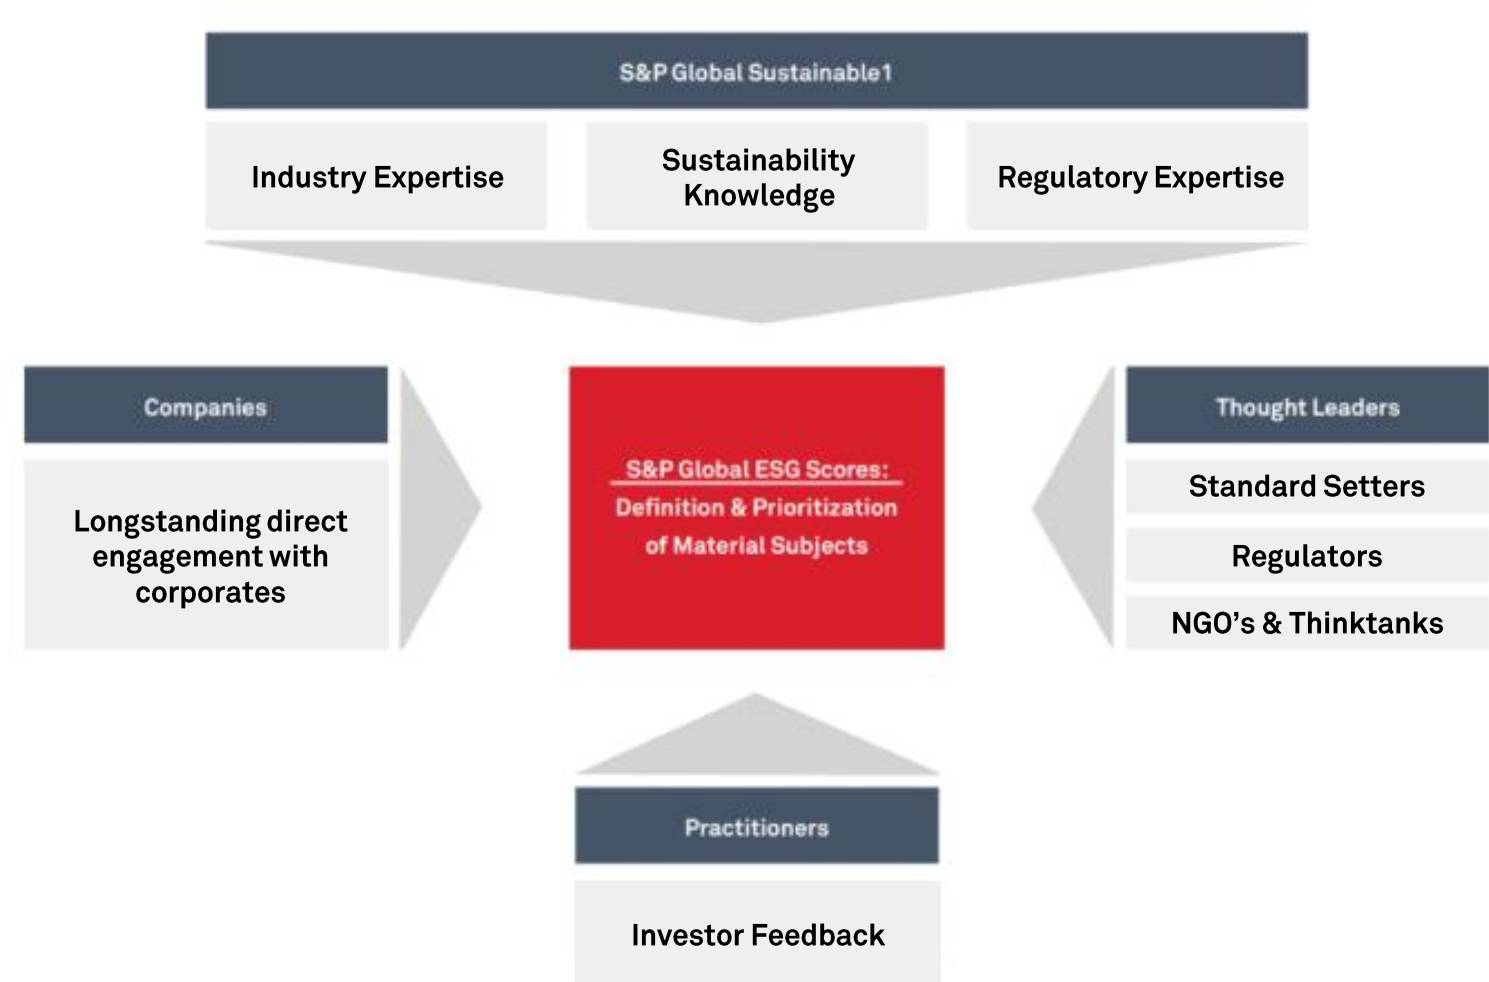 S&P Global Sustainable1
Industry Expertise
Sustainability
Knowledge
Regulatory Expertise
Companies
Longstanding direct
engagement with
corporates
S&P Global ESG Scores:
Definition & Prioritization
of Material Subjects
Thought Leaders
Standard Setters
Regulators
NGO’s & Thinktanks
Practitioners
Investor Feedback